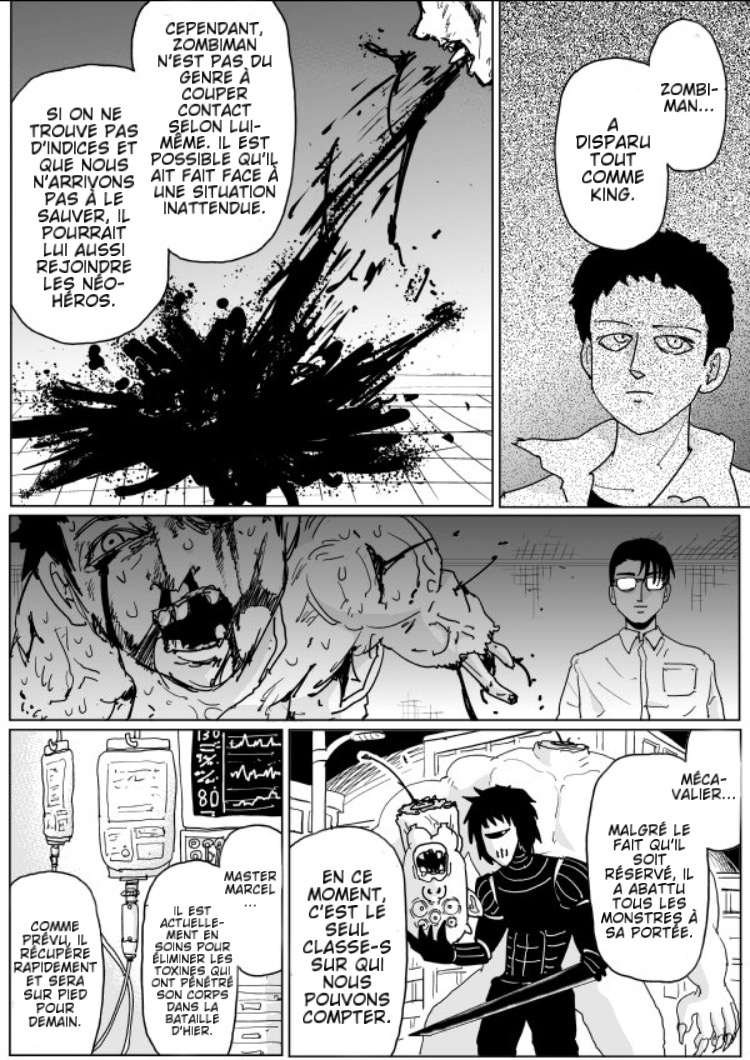 ZOMBI-
MAN...
A
DISPARU
TOUT
COMME
KING.
CEPENDANT,
ZOMBIMAN
N'EST PAS DU
GENRE À
COUPER
CONTACT
SELON LUI-
MÊME. IL EST
POSSIBLE QU'IL
AIT FAIT FACE À
UNE SITUATION
INATTENDUE.
SI ON NE
TROUVE PAS
D'INDICES ET
QUE NOUS
N'ARRIVONS
PAS À LE
SAUVER, IL
POURRAIT
LUI AUSSI
REJOINDRE
LES NÉO-
HÉROS.
MÉCA-
VALIER...
MALGRÉ LE
FAIT QU'IL
SOIT
RÉSERVÉ, IL
A ABATTU
TOUS LES
MONSTRES À
SA PORTÉE.
EN CE
MOMENT,
C'EST LE
SEUL
CLASSE-S
SUR QUI
NOUS
POUVONS
COMPTER.
130
80
MASTER
MARCEL
...
IL EST
ACTUELLE-
MENT EN
SOINS POUR
ÉLIMINER LES
TOXINES QUI
ONT PÉNÉTRÉ
SON CORPS
DANS LA
BATAILLE
D'HIER.
COMME
PRÉVU, IL
RÉCUPÈRE
RAPIDEMENT
ET SERA
SUR PIED
POUR
DEMAIN.